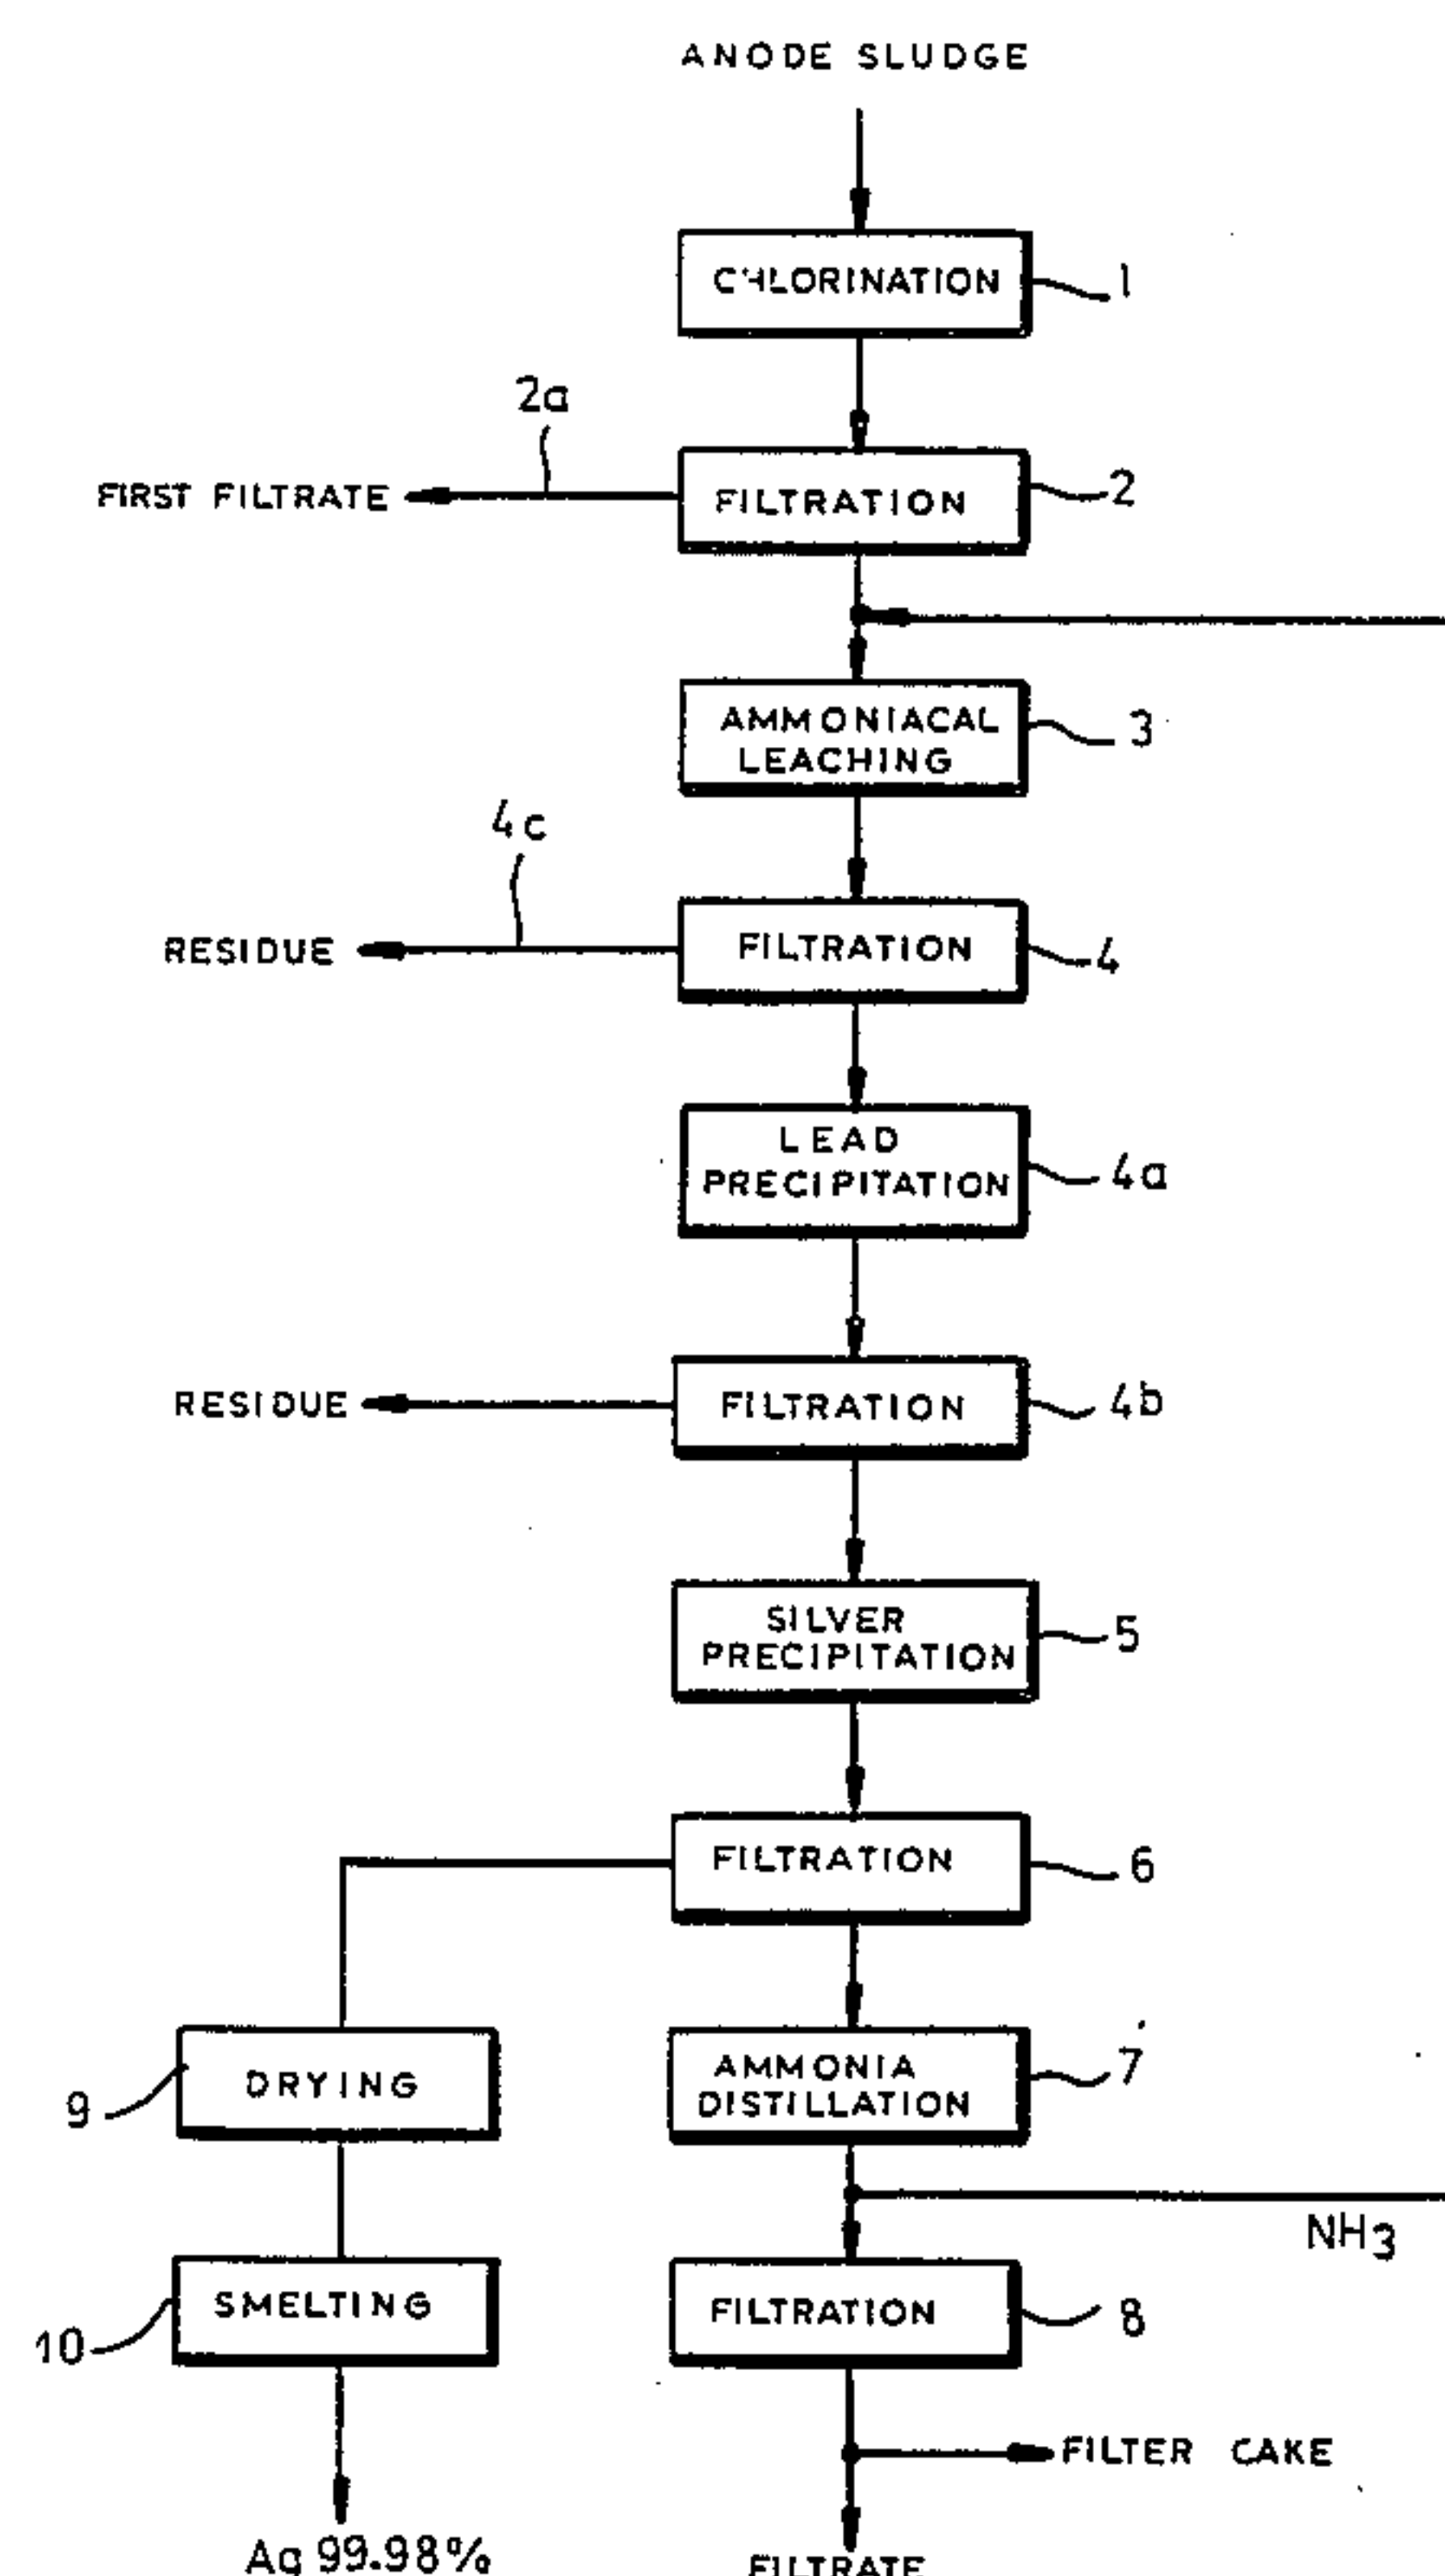 ANODE SLUDGE
CHLORINATION
1
2a
FIRST FILTRATE
FILTRATION
2
AMMONIACAL
LEACHING
3
4c
RESIDUE
FILTRATION
4
LEAD
PRECIPITATION
4a
RESIDUE
FILTRATION
4b
SILVER
PRECIPITATION
5
FILTRATION
6
9
DRYING
AMMONIA
DISTILLATION
7
NH3
10
SMELTING
FILTRATION
8
FILTER CAKE
Ag 99.98%
FILTRATE